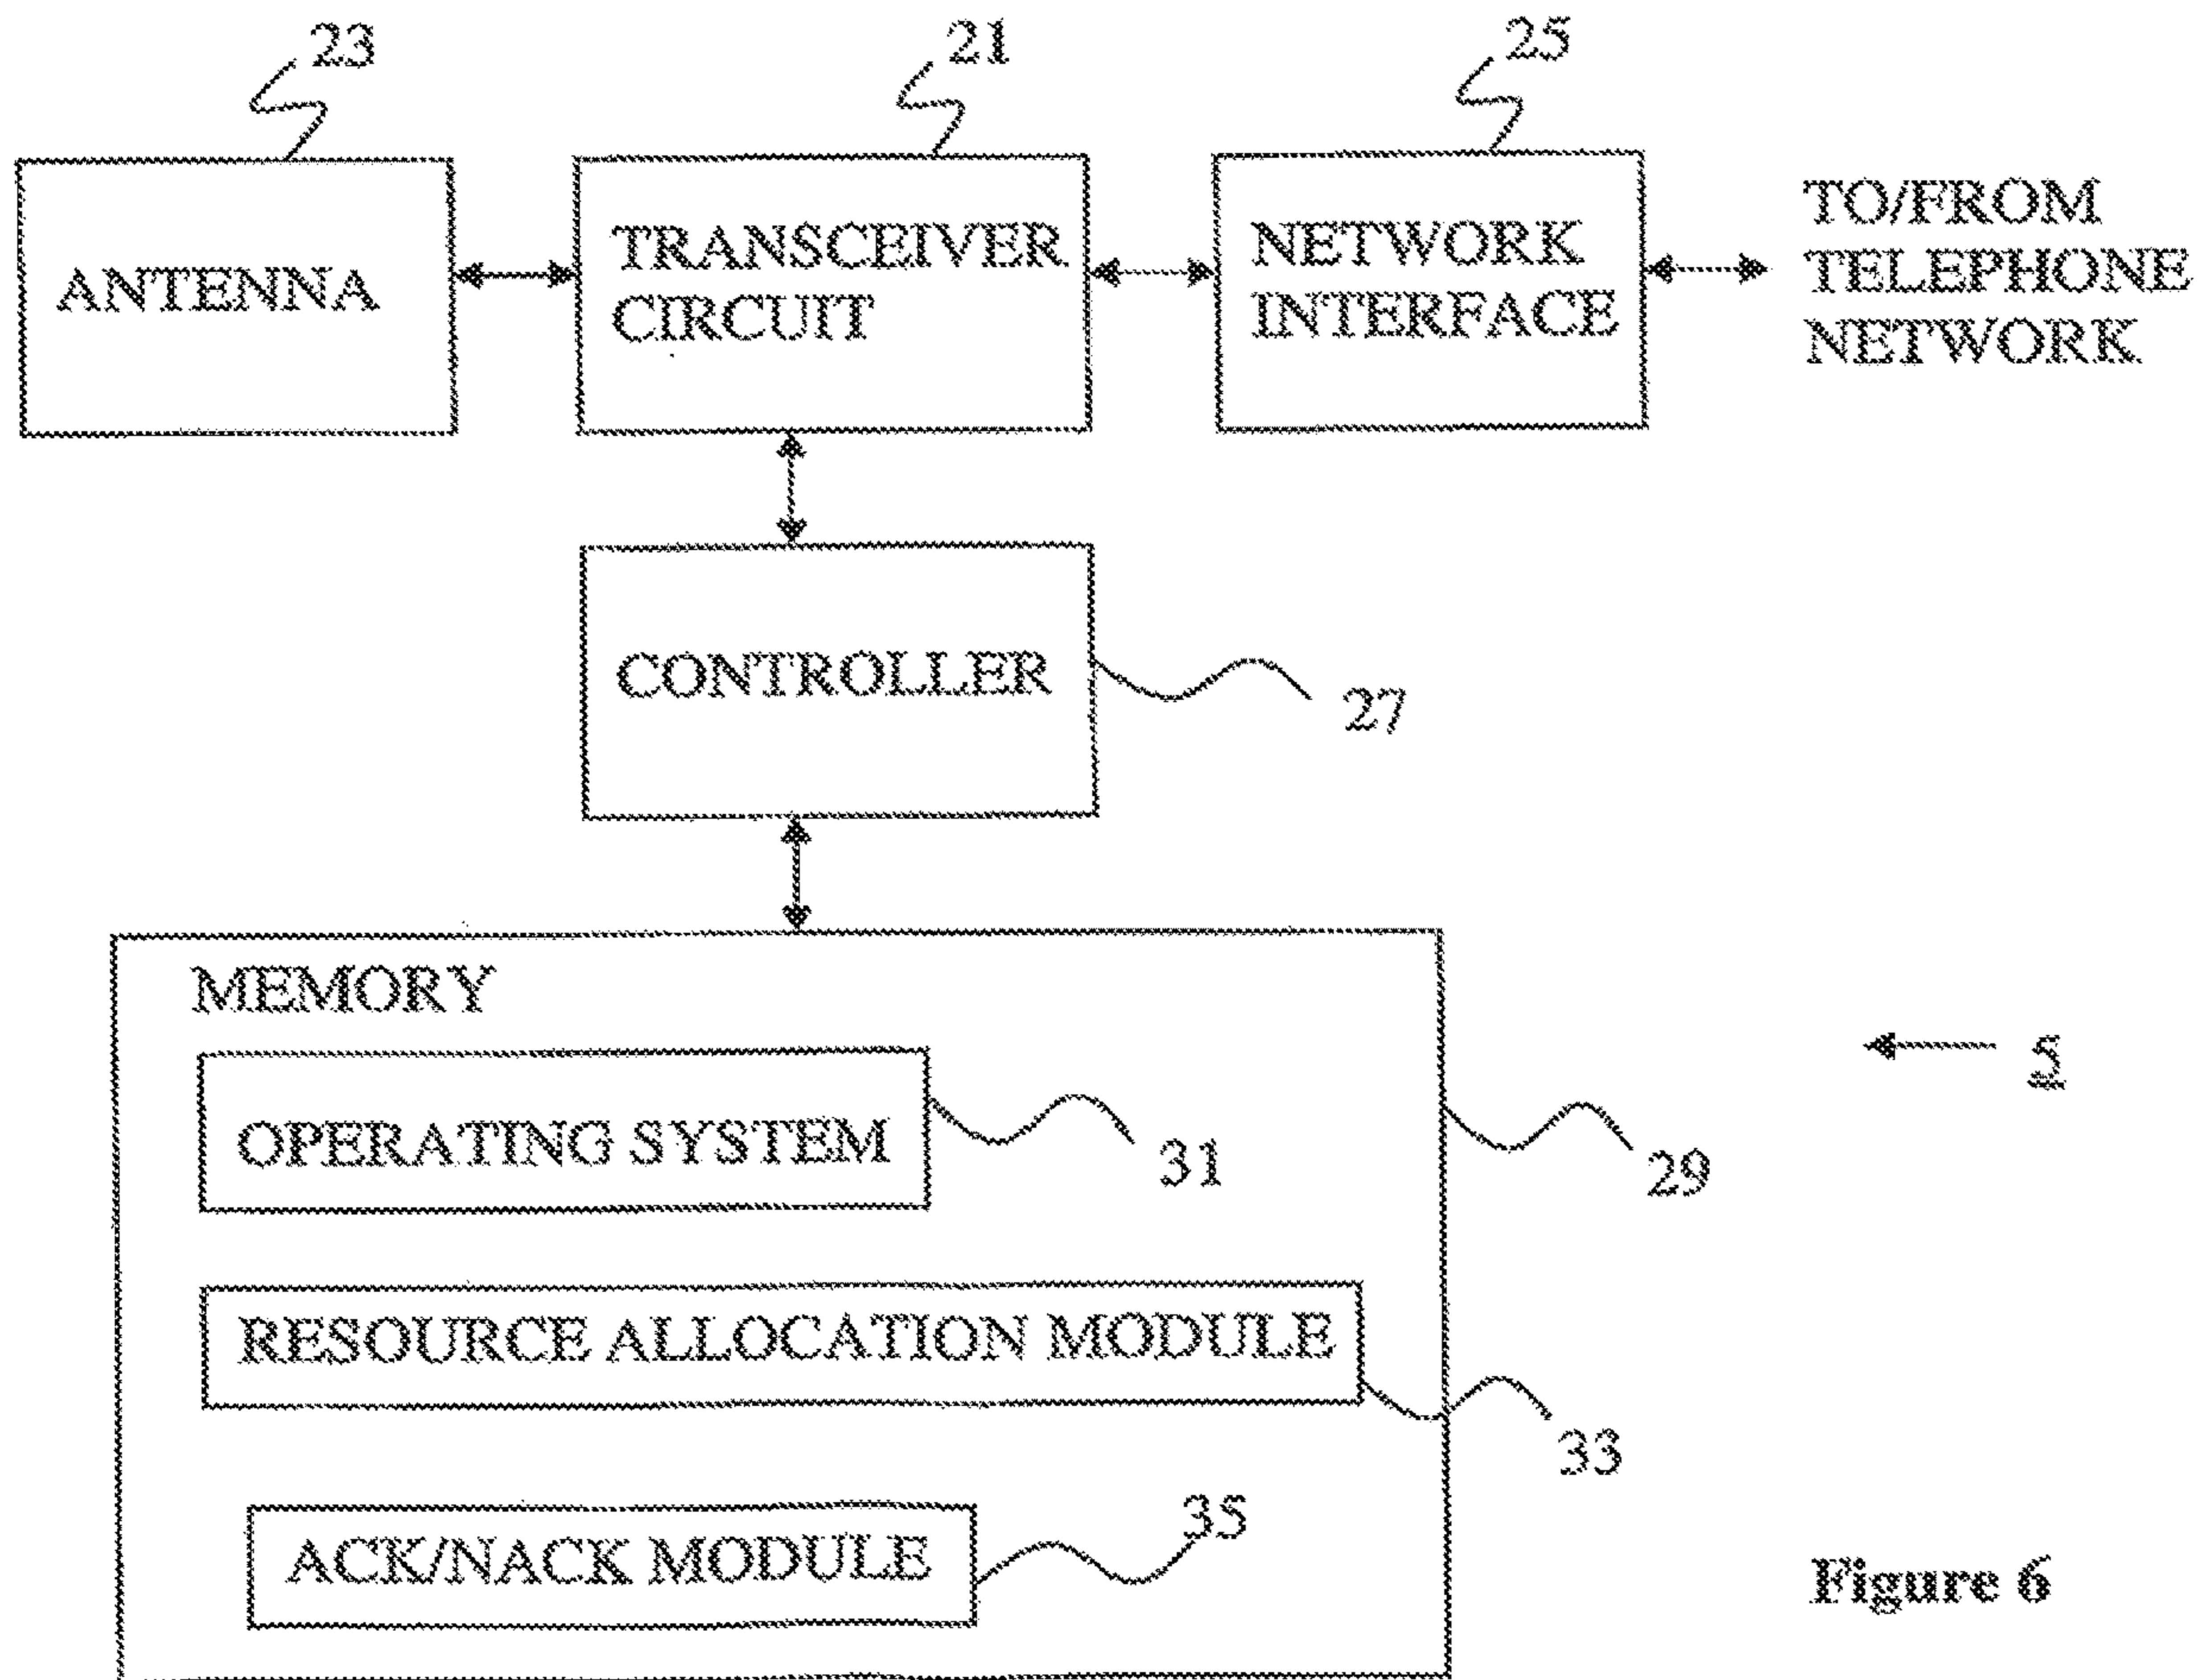 23
21
25
ANTENNA
TRANSCEIVER
CIRCUIT
NETWORK
INTERFACE
TO/FROM
TELEPHONE
NETWORK
CONTROLLER
27
MEMORY
5
OPERATING SYSTEM
31
29
RESOURCE ALLOCATION MODULE
33
ACK/NACK MODULE
35
Figure 6